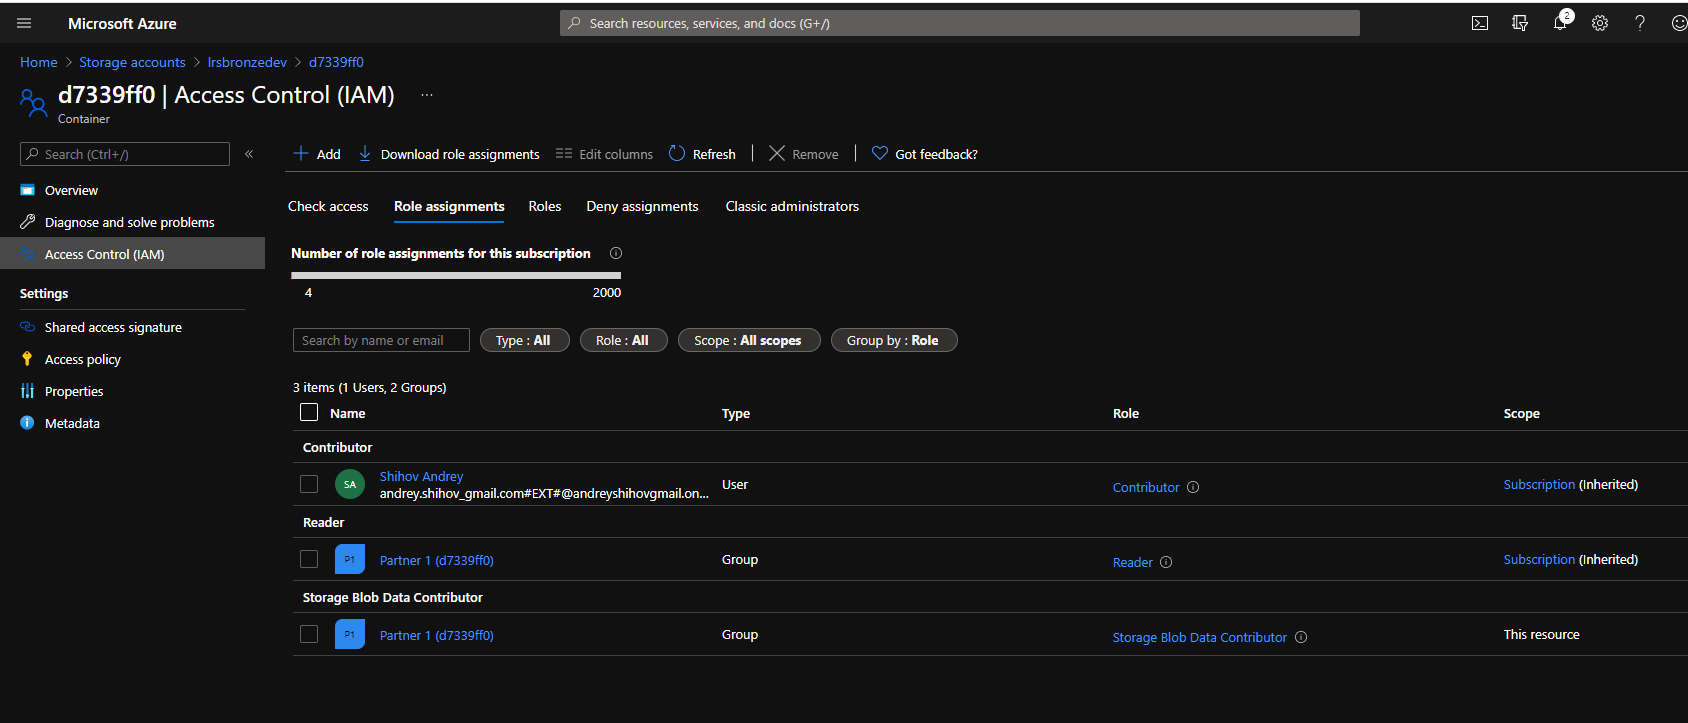 Microsoft Azure
Search resources, services, and docs (G+/)
2
Home > Storage accounts > lrsbronzedev > d7339ff0
d7339ff0 | Access Control (IAM) ...
Container
Search (Ctrl+/)
«
Add
Download role assignments
Edit columns
Refresh
Remove
Got feedback?
Overview
Diagnose and solve problems
Access Control (IAM)
Settings
Shared access signature
Access policy
Properties
Metadata
Check access
Role assignments
Roles
Deny assignments
Classic administrators
Number of role assignments for this subscription
4
2000
Search by name or email
Type : All
Role : All
Scope : All scopes
Group by : Role
3 items (1 Users, 2 Groups)
Name
Type
Role
Scope
Contributor
SA
Shihov Andrey
andrey.shihov_gmail.com#EXT#@andreyshihovgmail.on...
User
Contributor
Subscription (Inherited)
Reader
P1
Partner 1 (d7339ff0)
Group
Reader
Subscription (Inherited)
Storage Blob Data Contributor
P1
Partner 1 (d7339ff0)
Group
Storage Blob Data Contributor
This resource